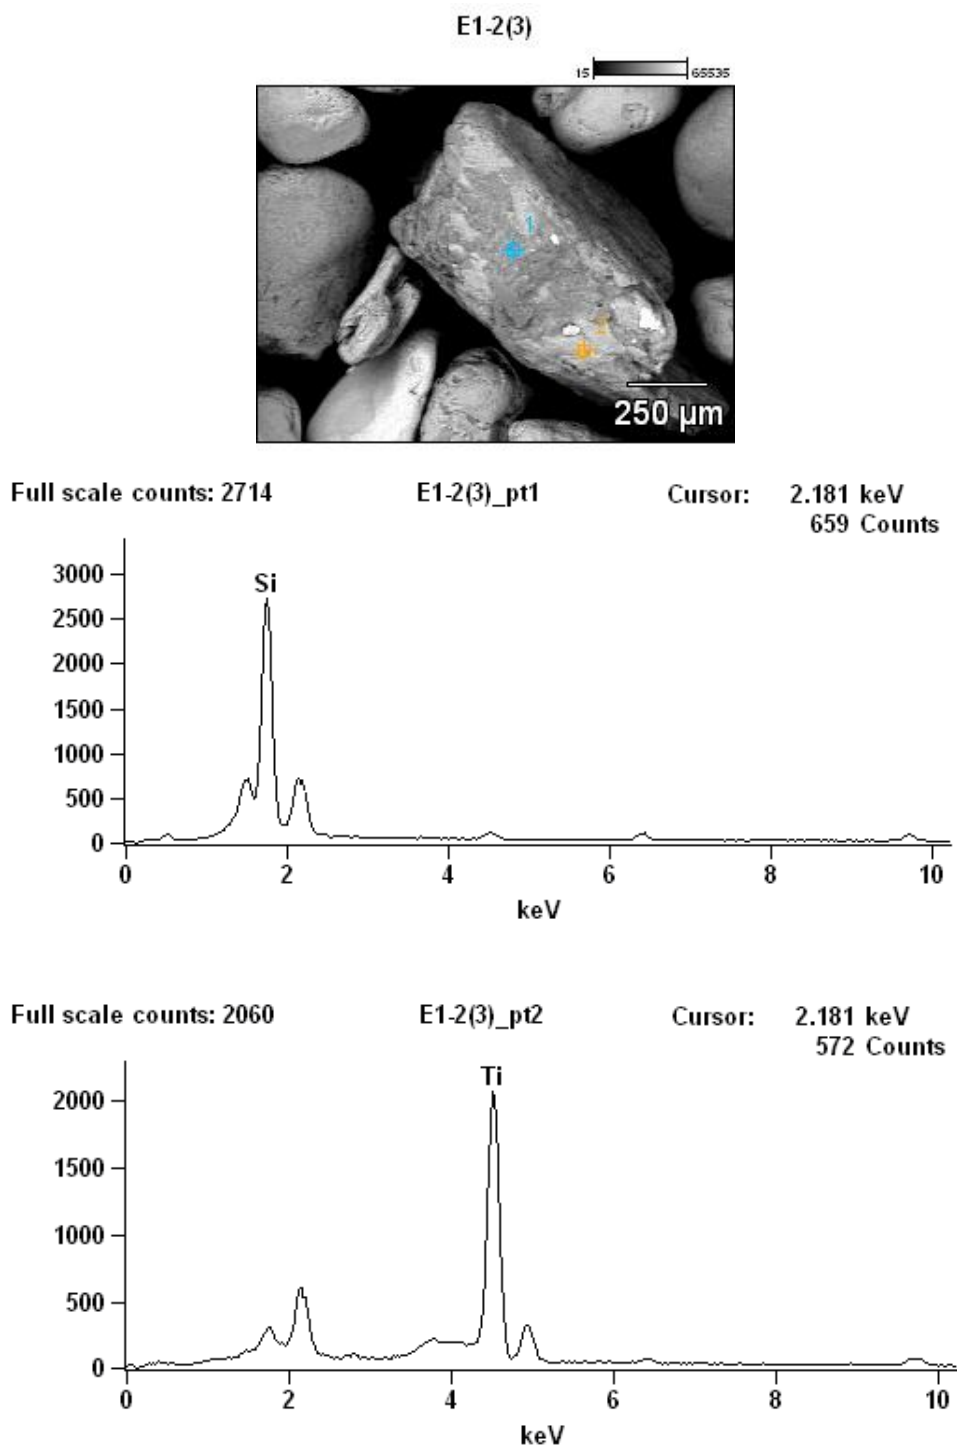 E1-2(3)
15 65535
1
2
250 µm
Full scale counts: 2714 E1-2(3)_pt1 Cursor: 2.181 keV
659 Counts
Si
3000
2500
2000
1500
1000
500
0
0 2 4 6 8 10
keV
Full scale counts: 2060 E1-2(3)_pt2 Cursor: 2.181 keV
572 Counts
Ti
2000
1500
1000
500
0
0 2 4 6 8 10
keV